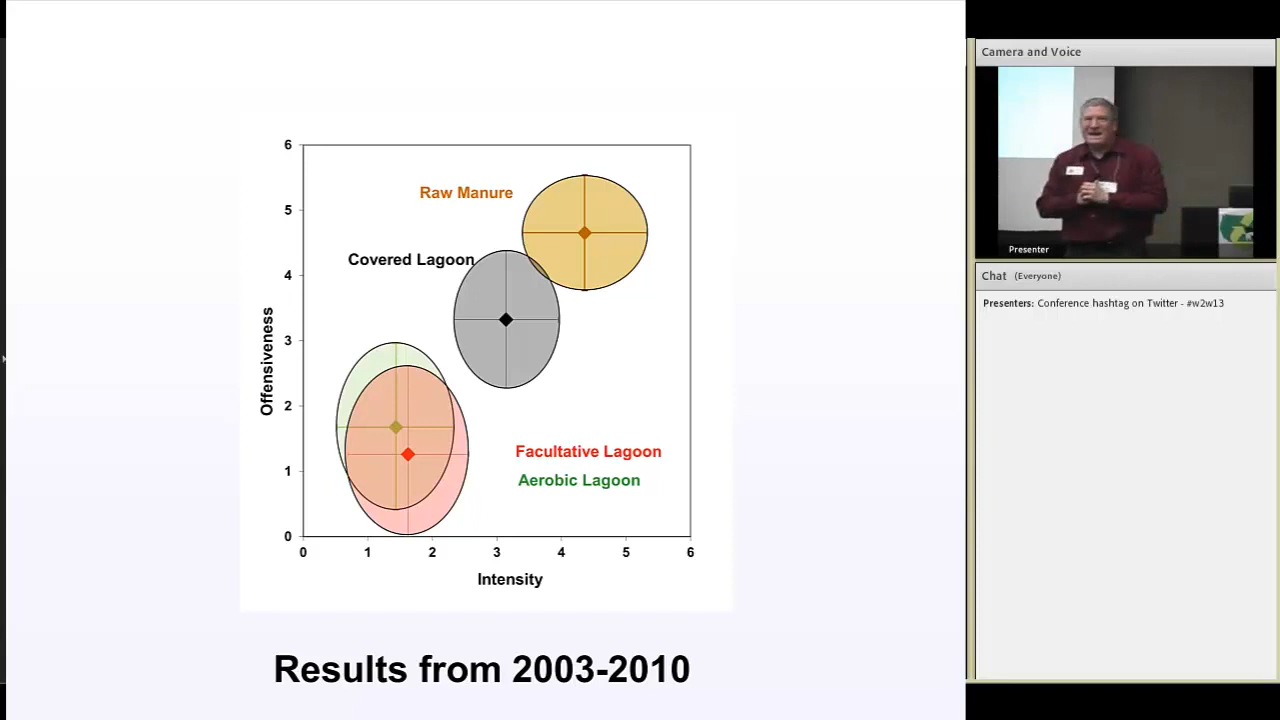 6
Raw Manure
5
Covered Lagoon
4
Offensiveness
3
2
Facultative Lagoon
1
Aerobic Lagoon
0
0 1 2 3 4 5 6
Intensity
Results from 2003-2010
Camera and Voice
Presenter
Chat (Everyone)
Presenters: Conference hashtag on Twitter - #w2w13